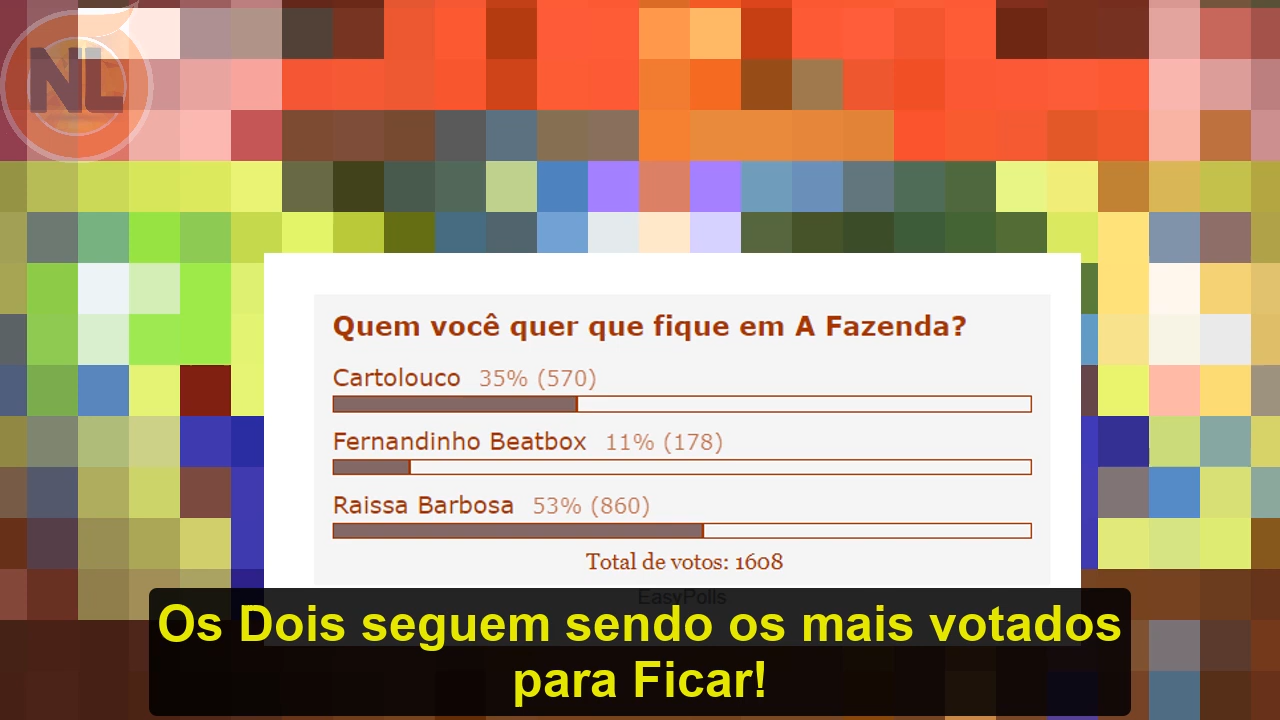 NL
Quem você quer que fique em A Fazenda?
Cartolouco 35% (570)
Fernandinho Beatbox 11% (178)
Raissa Barbosa 53% (860)
Total de votos: 1608
EasyPolls
Os Dois seguem sendo os mais votados
para Ficar!